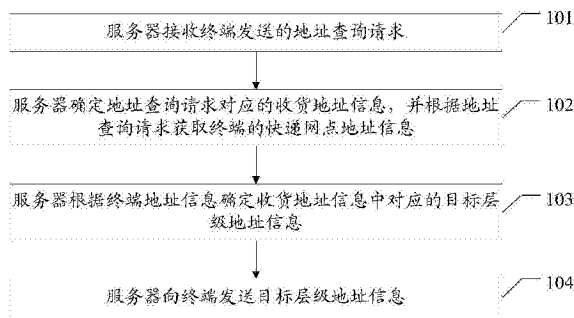 服务器接收终端发送的地址查询请求
101
服务器确定地址查询请求对应的收货地址信息，并根据地址
查询请求获取终端的快递网点地址信息
102
服务器根据终端地址信息确定收货地址信息中对应的目标层
级地址信息
103
服务器向终端发送目标层级地址信息
104